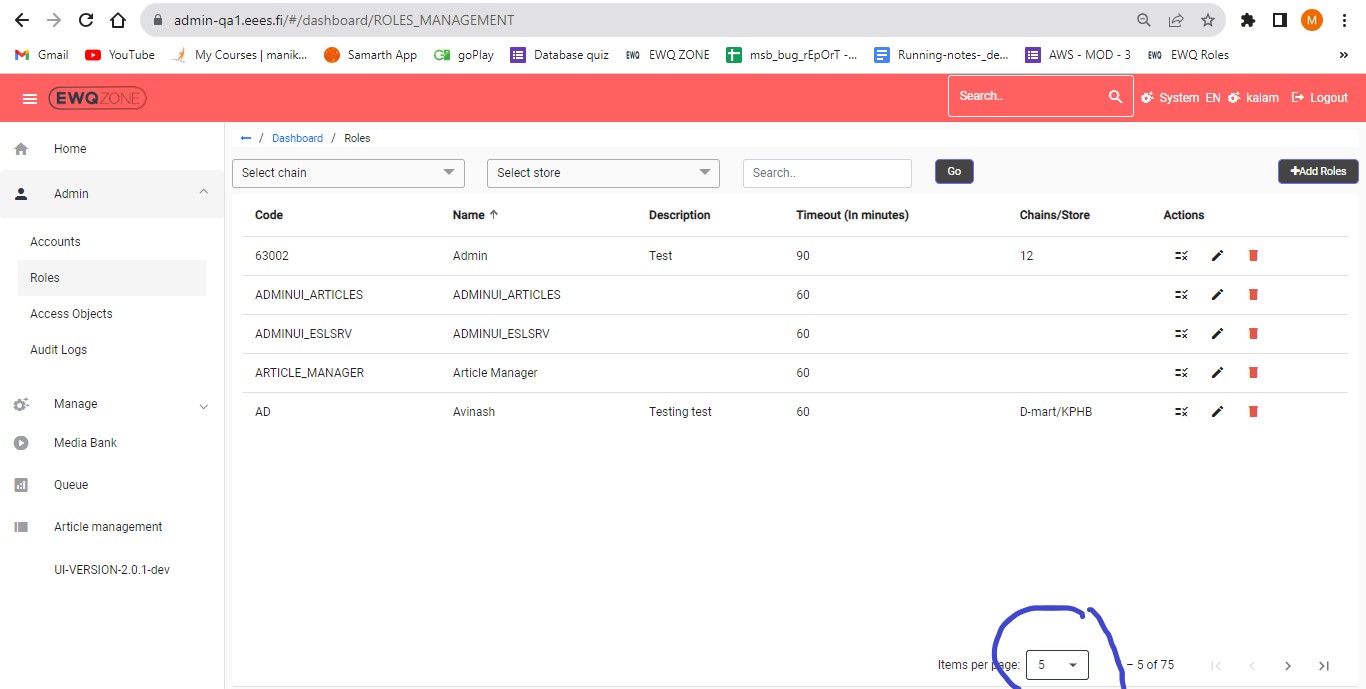 admin-qa1.eees.fi/#/dashboard/ROLES_MANAGEMENT
M
Gmail YouTube My Courses | manik... Samarth App goPlay Database quiz EWQ EWQ ZONE msb_bug_rEpOrT -... Running-notes-_de... AWS - MOD - 3 EWQ EWQ Roles »
EWQZONE Search.. System EN kalam Logout
Home
Admin
Accounts
Roles
Access Objects
Audit Logs
Manage
Media Bank
Queue
Article management
UI-VERSION-2.0.1-dev
/ Dashboard / Roles
Select chain Select store Search.. Go +Add Roles
Code Name Description Timeout (In minutes) Chains/Store Actions
63002 Admin Test 90 12
ADMINUI_ARTICLES ADMINUI_ARTICLES 60
ADMINUI_ESLSRV ADMINUI_ESLSRV 60
ARTICLE_MANAGER Article Manager 60
AD Avinash Testing test 60 D-mart/KPHB
Items per page: 5 – 5 of 75